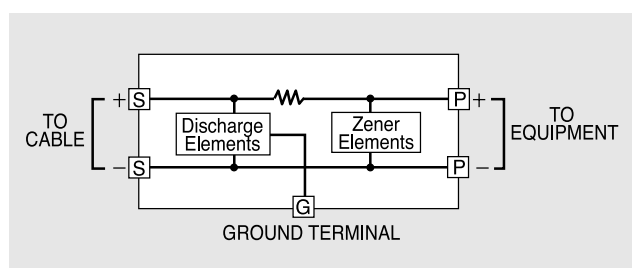 + S P +
TO CABLE
Discharge Elements
Zener Elements
TO EQUIPMENT
− S P −
G
GROUND TERMINAL